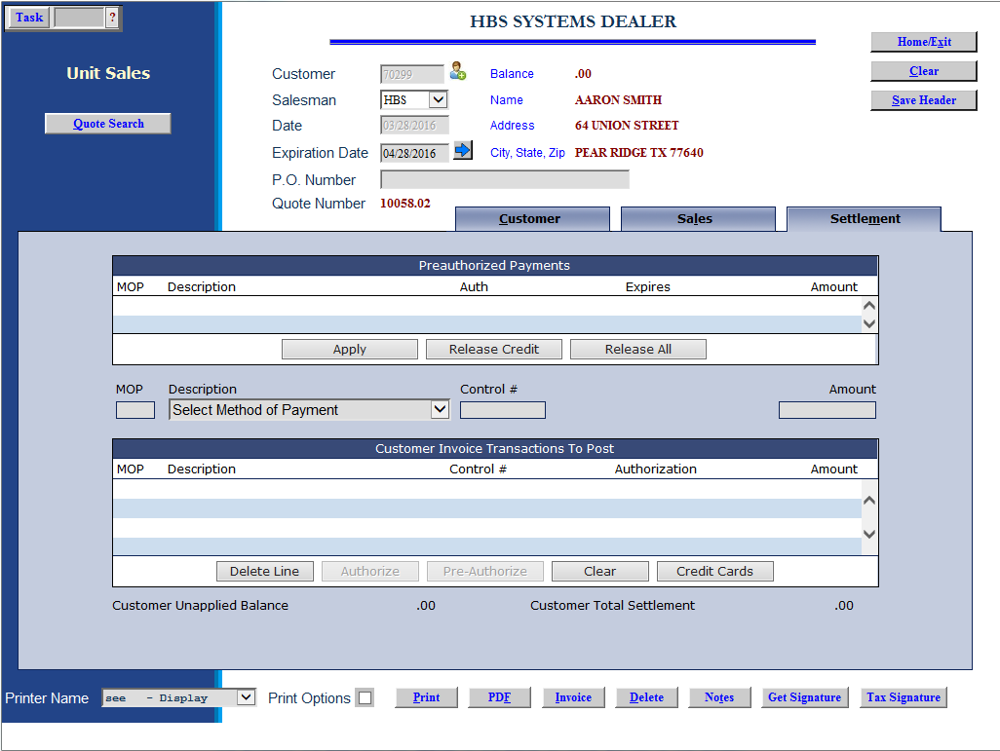 Task ?
HBS SYSTEMS DEALER
Home/Exit
Clear
Save Header
Unit Sales
Quote Search
Customer 70299 Balance .00
Salesman HBS Name AARON SMITH
Date 03/28/2016 Address 64 UNION STREET
Expiration Date 04/28/2016 City, State, Zip PEAR RIDGE TX 77640
P.O. Number
Quote Number 10058.02
Customer Sales Settlement
Preauthorized Payments
MOP Description Auth Expires Amount
Apply Release Credit Release All
MOP Description Control # Amount
Select Method of Payment
Customer Invoice Transactions To Post
MOP Description Control # Authorization Amount
Delete Line Authorize Pre-Authorize Clear Credit Cards
Customer Unapplied Balance .00 Customer Total Settlement .00
Printer Name see - Display Print Options Print PDF Invoice Delete Notes Get Signature Tax Signature